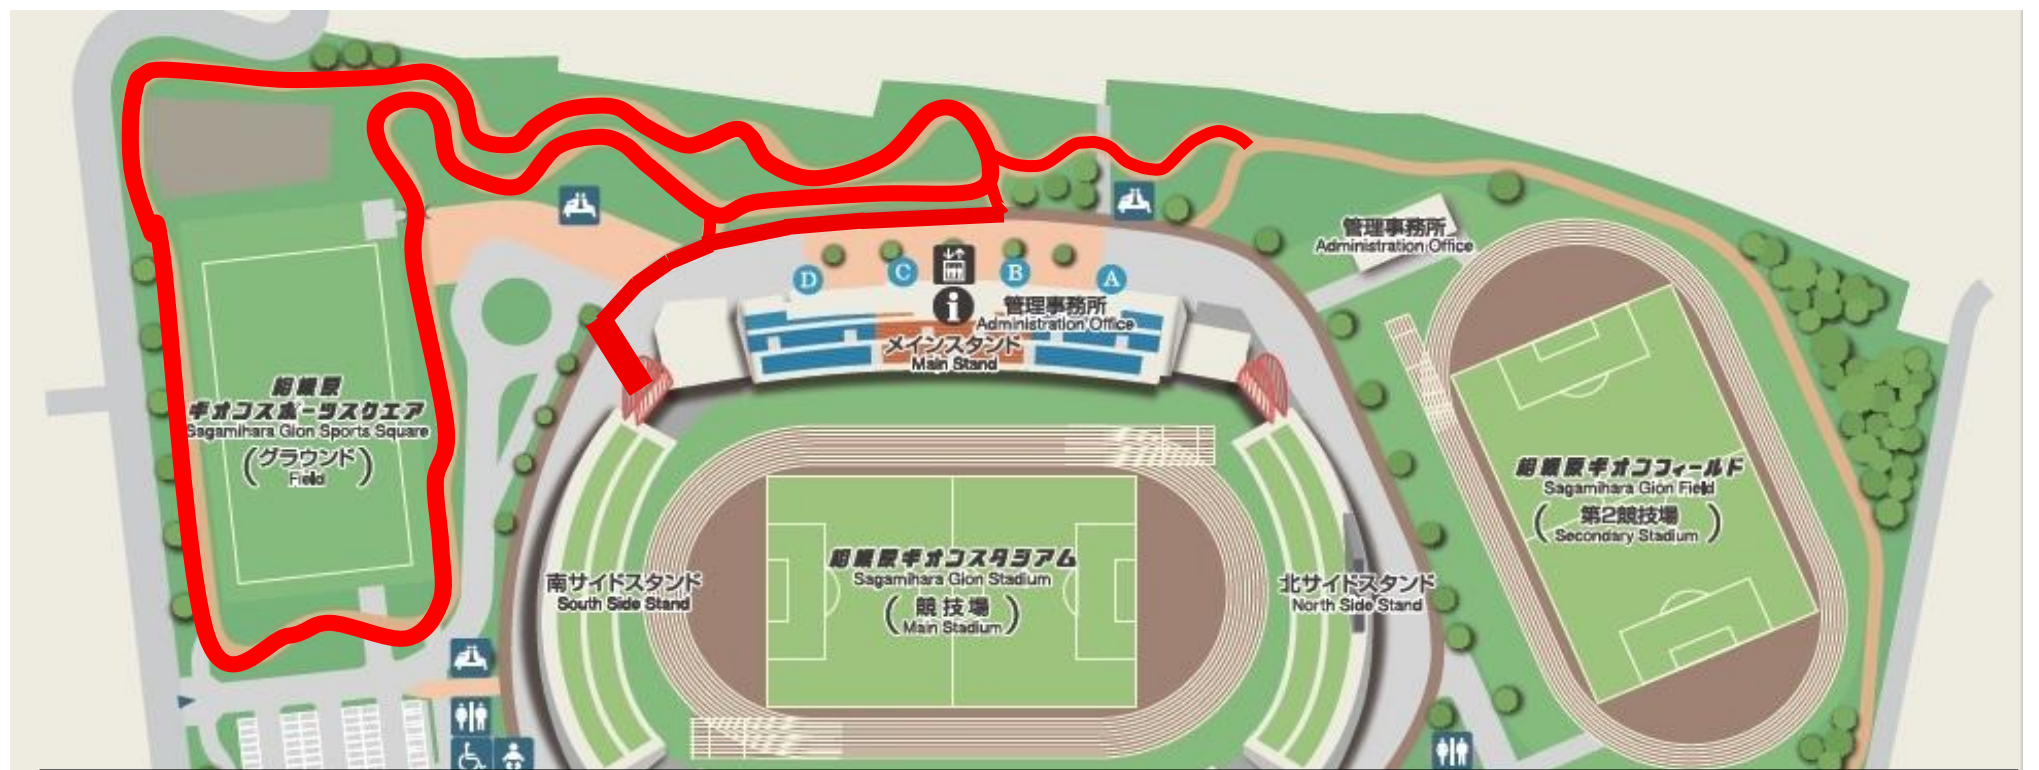 管理事務所
Administration Office
D
C
B
A
i
管理事務所
Administration Office
メインスタンド
Main Stand
相模原
ギオンスポーツスクエア
Sagamihara Gion Sports Square
(グラウンド)
Field
相模原ギオンフィールド
Sagamihara Gion Field
(第2競技場)
Secondary Stadium
相模原ギオンスタジアム
Sagamihara Gion Stadium
(競技場)
Main Stadium
南サイドスタンド
South Side Stand
北サイドスタンド
North Side Stand